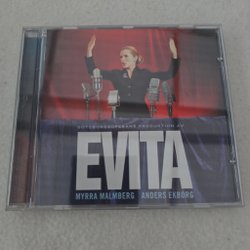 GÖTEBORGSOPERANS PRODUKTION AV
EVITA
MYRRA MALMBERG ANDERS EKBORG